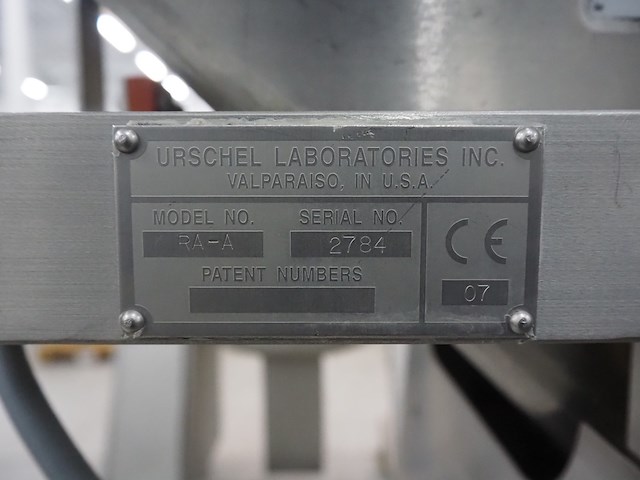 URSCHEL LABORATORIES INC.
VALPARAISO, IN U.S.A.
MODEL NO. SERIAL NO.
RA-A 2784
CE
PATENT NUMBERS
07